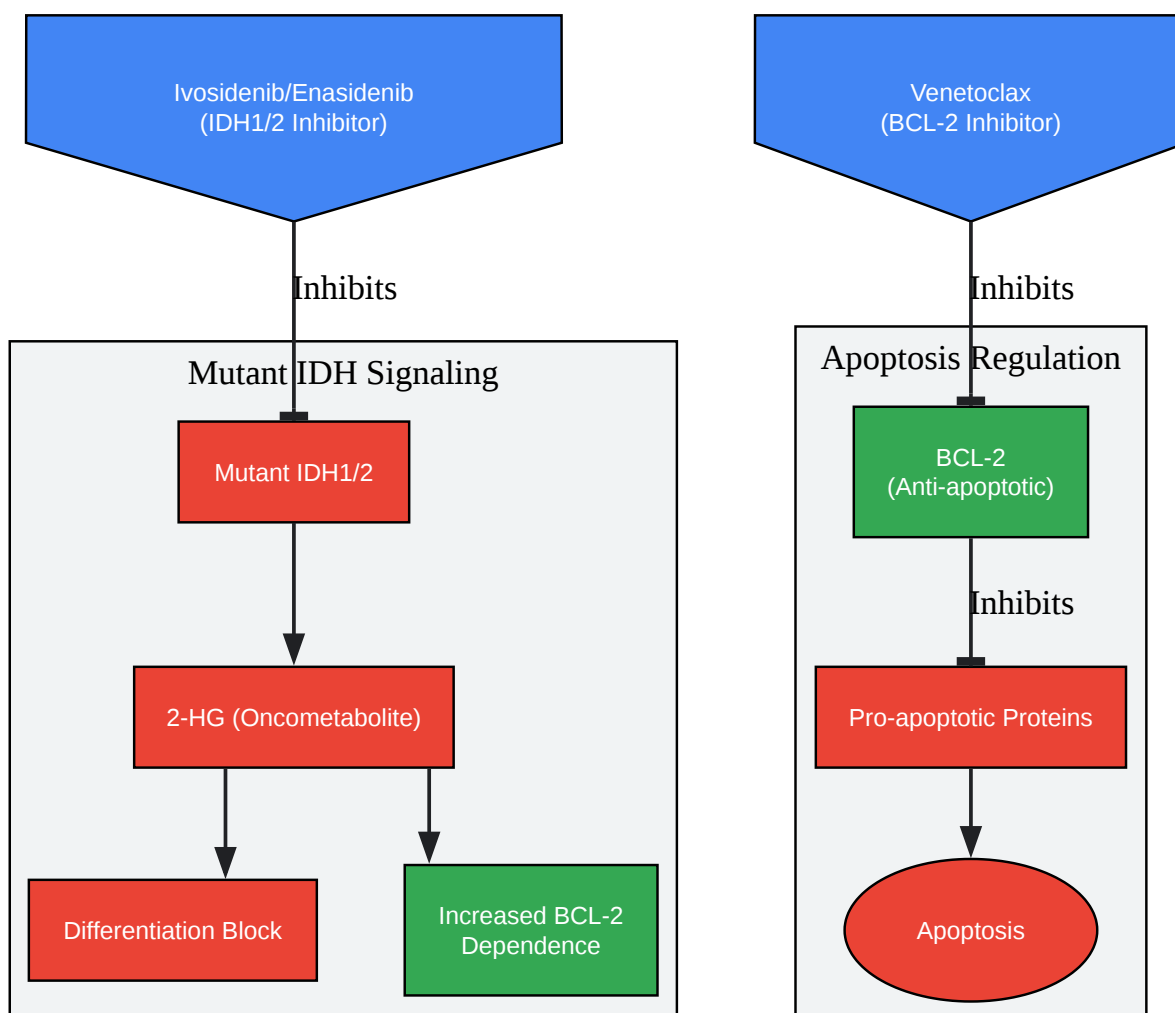 Ivosidenib/Enasidenib
(IDH1/2 Inhibitor)
Inhibits
Mutant IDH Signaling
Mutant IDH1/2
2-HG (Oncometabolite)
Differentiation Block
Increased BCL-2
Dependence
Venetoclax
(BCL-2 Inhibitor)
Inhibits
Apoptosis Regulation
BCL-2
(Anti-apoptotic)
Inhibits
Pro-apoptotic Proteins
Apoptosis